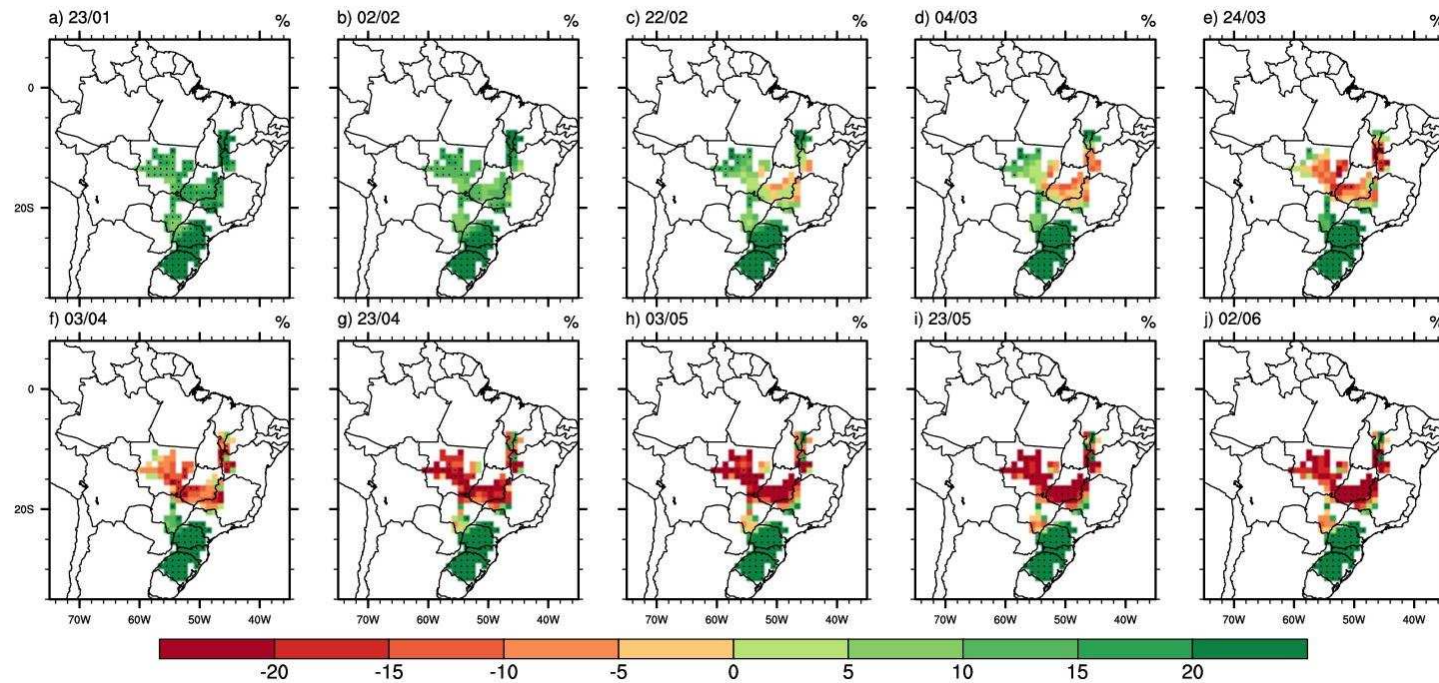 a) 23/01 % b) 02/02 % c) 22/02 % d) 04/03 % e) 24/03 %
0
20S
f) 03/04 % g) 23/04 % h) 03/05 % i) 23/05 % j) 02/06 %
0
20S
70W 60W 50W 40W 70W 60W 50W 40W 70W 60W 50W 40W 70W 60W 50W 40W 70W 60W 50W 40W
-20 -15 -10 -5 0 5 10 15 20